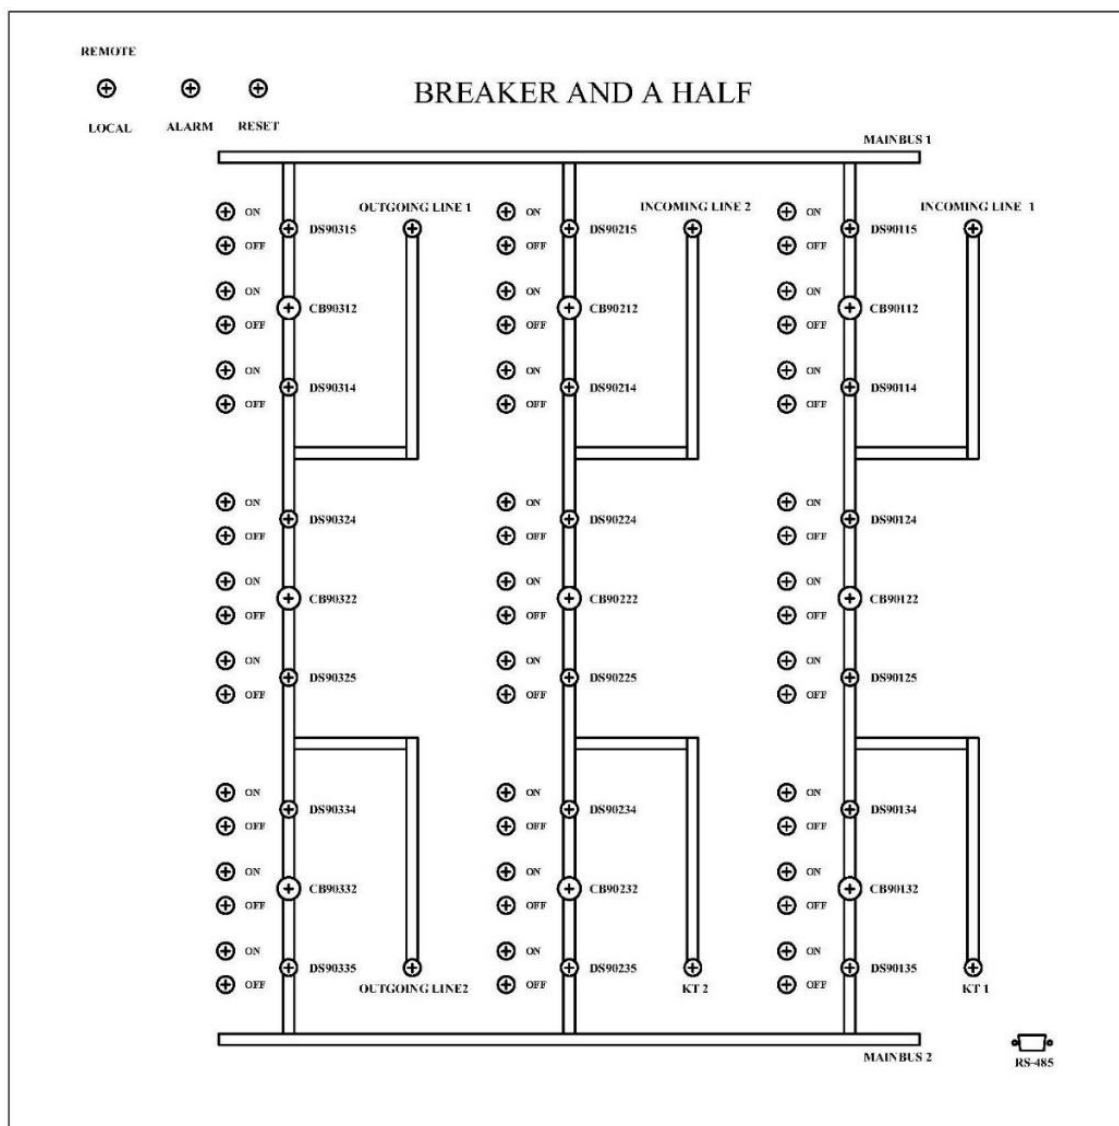 REMOTE
BREAKER AND A HALF
LOCAL ALARM RESET
MAINBUS 1
OUTGOING LINE 1 INCOMING LINE 2 INCOMING LINE 1
ON ON ON
DS90315 DS90215 DS90115
OFF OFF OFF
ON ON ON
CB90312 CB90212 CB90112
OFF OFF OFF
ON ON ON
DS90314 DS90214 DS90114
OFF OFF OFF
ON ON ON
DS90324 DS90224 DS90124
OFF OFF OFF
ON ON ON
CB90322 CB90222 CB90122
OFF OFF OFF
ON ON ON
DS90325 DS90225 DS90125
OFF OFF OFF
ON ON ON
DS90334 DS90234 DS90134
OFF OFF OFF
ON ON ON
CB90332 CB90232 CB90132
OFF OFF OFF
ON ON ON
DS90335 DS90235 DS90135
OFF OFF OFF
OUTGOING LINE2 KT 2 KT 1
MAINBUS 2
RS-485